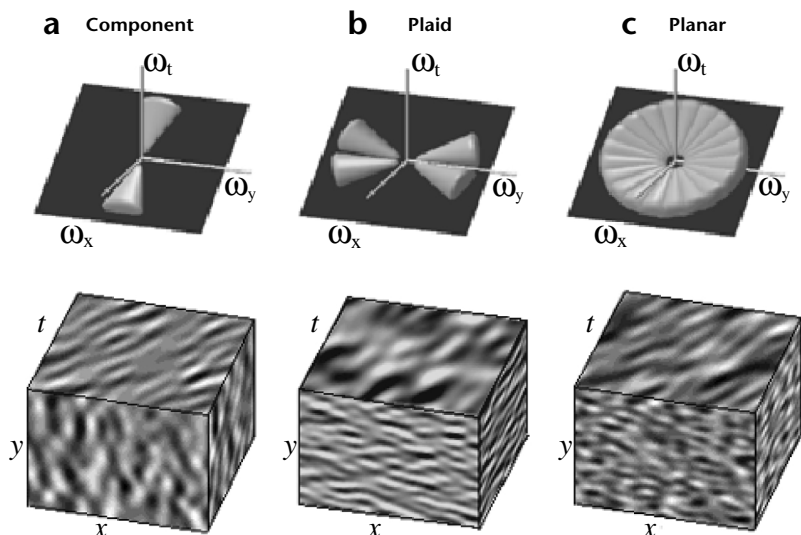 a Component
b Plaid
c Planar
ωt
ωt
ωt
ωy
ωy
ωy
ωx
ωx
ωx
t
t
t
y
y
y
x
x
x